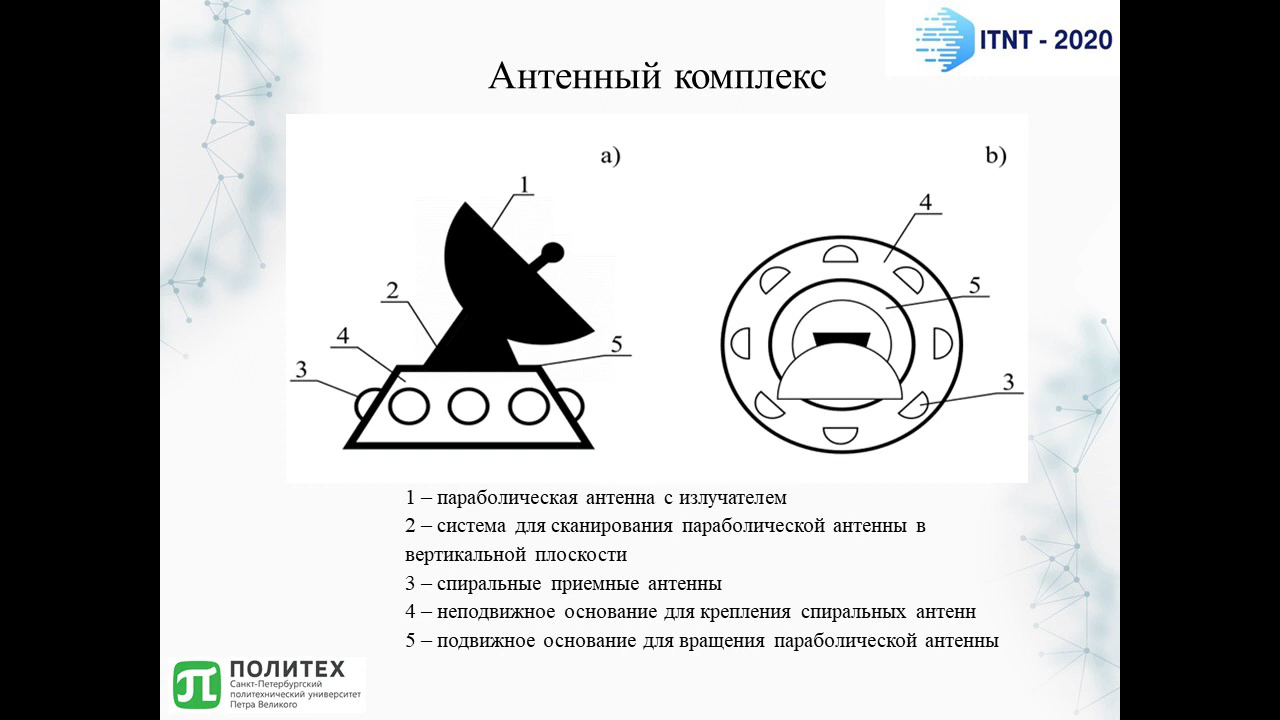 ITNT - 2020
Антенный комплекс
a)
b)
1
2
4
3
5
4
5
3
1 – параболическая антенна с излучателем
2 – система для сканирования параболической антенны в
вертикальной плоскости
3 – спиральные приемные антенны
4 – неподвижное основание для крепления спиральных антенн
5 – подвижное основание для вращения параболической антенны
ПОЛИТЕХ
Санкт-Петербургский
политехнический университет
Петра Великого